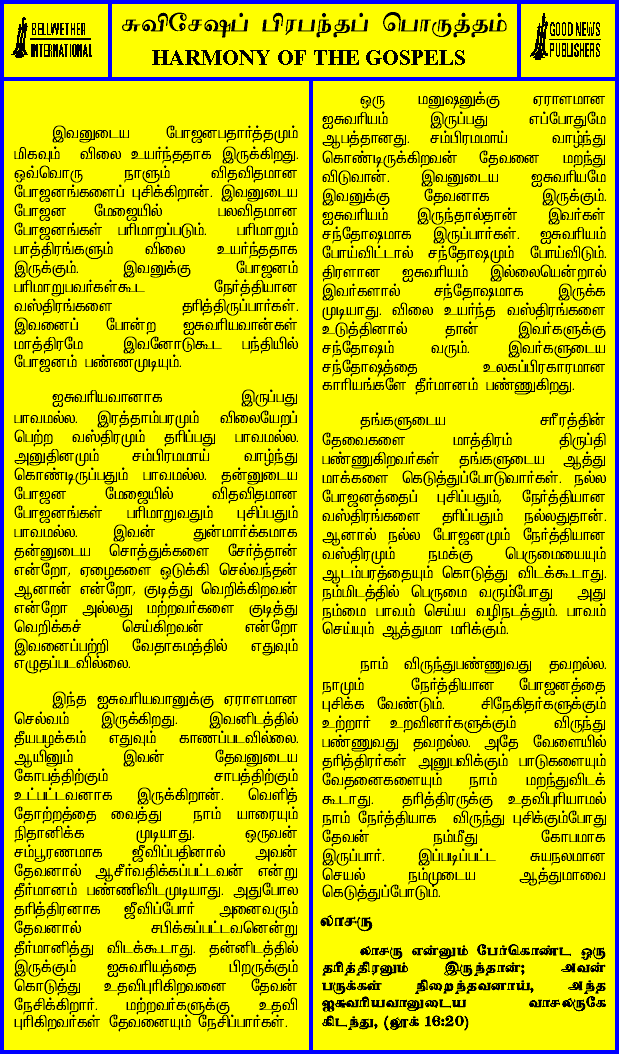 BELLWETHER
INTERNATIONAL
சுவிசேஷப் பிரபந்தப் பொருத்தம்
HARMONY OF THE GOSPELS
GOOD NEWS
PUBLISHERS
இவனுடைய போஜனபதார்த்தமும்
மிகவும் விலை உயர்ந்ததாக இருக்கிறது.
ஒவ்வொரு நாளும் விதவிதமான
போஜனங்களைப் புசிக்கிறான். இவனுடைய
போஜன மேஜையில் பலவிதமான
போஜனங்கள் பரிமாறப்படும். பரிமாறும்
பாத்திரங்களும் விலை உயர்ந்ததாக
இருக்கும். இவனுக்கு போஜனம்
பரிமாறுபவர்கள்கூட நேர்த்தியான
வஸ்திரங்களை தரித்திருப்பார்கள்.
இவனைப் போன்ற ஐசுவரியவான்கள்
மாத்திரமே இவனோடுகூட பந்தியில்
போஜனம் பண்ணமுடியும்.
ஐசுவரியவானாக இருப்பது
பாவமல்ல. இரத்தாம்பரமும் விலையேறப்
பெற்ற வஸ்திரமும் தரிப்பது பாவமல்ல.
அனுதினமும் சம்பிரமமாய் வாழ்ந்து
கொண்டிருப்பதும் பாவமல்ல. தன்னுடைய
போஜன மேஜையில் விதவிதமான
போஜனங்கள் பரிமாறுவதும் புசிப்பதும்
பாவமல்ல. இவன் துன்மார்க்கமாக
தன்னுடைய சொத்துக்களை சேர்த்தான்
என்றோ, ஏழைகளை ஒடுக்கி செல்வந்தன்
ஆனான் என்றோ, குடித்து வெறிக்கிறவன்
என்றோ அல்லது மற்றவர்களை குடித்து
வெறிக்கச் செய்கிறவன் என்றோ
இவனைப்பற்றி வேதாகமத்தில் எதுவும்
எழுதப்படவில்லை.
இந்த ஐசுவரியவானுக்கு ஏராளமான
செல்வம் இருக்கிறது. இவனிடத்தில்
தீயபழக்கம் எதுவும் காணப்படவில்லை.
ஆயினும் இவன் தேவனுடைய
கோபத்திற்கும் சாபத்திற்கும்
உட்பட்டவனாக இருக்கிறான். வெளித்
தோற்றத்தை வைத்து நாம் யாரையும்
நிதானிக்க முடியாது. ஒருவன்
சம்பூரணமாக ஜீவிப்பதினால் அவன்
தேவனால் ஆசீர்வதிக்கப்பட்டவன் என்று
தீர்மானம் பண்ணிவிடமுடியாது. அதுபோல
தரித்திரனாக ஜீவிப்போர் அனைவரும்
தேவனால் சபிக்கப்பட்டவனென்று
தீர்மானித்து விடக்கூடாது. தன்னிடத்தில்
இருக்கும் ஐசுவரியத்தை பிறருக்கும்
கொடுத்து உதவிபுரிகிறவனை தேவன்
நேசிக்கிறார். மற்றவர்களுக்கு உதவி
புரிகிறவர்கள் தேவனையும் நேசிப்பார்கள்.
ஒரு மனுஷனுக்கு ஏராளமான
ஐசுவரியம் இருப்பது எப்போதுமே
ஆபத்தானது. சம்பிரமமாய் வாழ்ந்து
கொண்டிருக்கிறவன் தேவனை மறந்து
விடுவான். இவனுடைய ஐசுவரியமே
இவனுக்கு தேவனாக இருக்கும்.
ஐசுவரியம் இருந்தால்தான் இவர்கள்
சந்தோஷமாக இருப்பார்கள். ஐசுவரியம்
போய்விட்டால் சந்தோஷமும் போய்விடும்.
திரளான ஐசுவரியம் இல்லையென்றால்
இவர்களால் சந்தோஷமாக இருக்க
முடியாது. விலை உயர்ந்த வஸ்திரங்களை
உடுத்தினால் தான் இவர்களுக்கு
சந்தோஷம் வரும். இவர்களுடைய
சந்தோஷத்தை உலகப்பிரகாரமான
காரியங்களே தீர்மானம் பண்ணுகிறது.
தங்களுடைய சரீரத்தின்
தேவைகளை மாத்திரம் திருப்தி
பண்ணுகிறவர்கள் தங்களுடைய ஆத்து
மாக்களை கெடுத்துப்போடுவார்கள். நல்ல
போஜனத்தைப் புசிப்பதும், நேர்த்தியான
வஸ்திரங்களை தரிப்பதும் நல்லதுதான்.
ஆனால் நல்ல போஜனமும் நேர்த்தியான
வஸ்திரமும் நமக்கு பெருமையையும்
ஆடம்பரத்தையும் கொடுத்து விடக்கூடாது.
நம்மிடத்தில் பெருமை வரும்போது அது
நம்மை பாவம் செய்ய வழிநடத்தும். பாவம்
செய்யும் ஆத்துமா மரிக்கும்.
நாம் விருந்துபண்ணுவது தவறல்ல.
நாமும் நேர்த்தியான போஜனத்தை
புசிக்க வேண்டும். சிநேகிதர்களுக்கும்
உற்றார் உறவினர்களுக்கும் விருந்து
பண்ணுவது தவறல்ல. அதே வேளையில்
தரித்திரர்கள் அனுபவிக்கும் பாடுகளையும்
வேதனைகளையும் நாம் மறந்துவிடக்
கூடாது. தரித்திரருக்கு உதவிபுரியாமல்
நாம் நேர்த்தியாக விருந்து புசிக்கும்போது
தேவன் நம்மீது கோபமாக
இருப்பார். இப்படிப்பட்ட சுயநலமான
செயல் நம்முடைய ஆத்துமாவை
கெடுத்துப்போடும்.
லாசரு
லாசரு என்னும் பேர்கொண்ட ஒரு
தரித்திரனும் இருந்தான்; அவன்
பருக்கள் நிறைந்தவனாய், அந்த
ஐசுவரியவானுடைய வாசலருகே
கிடந்து, (லூக் 16:20)